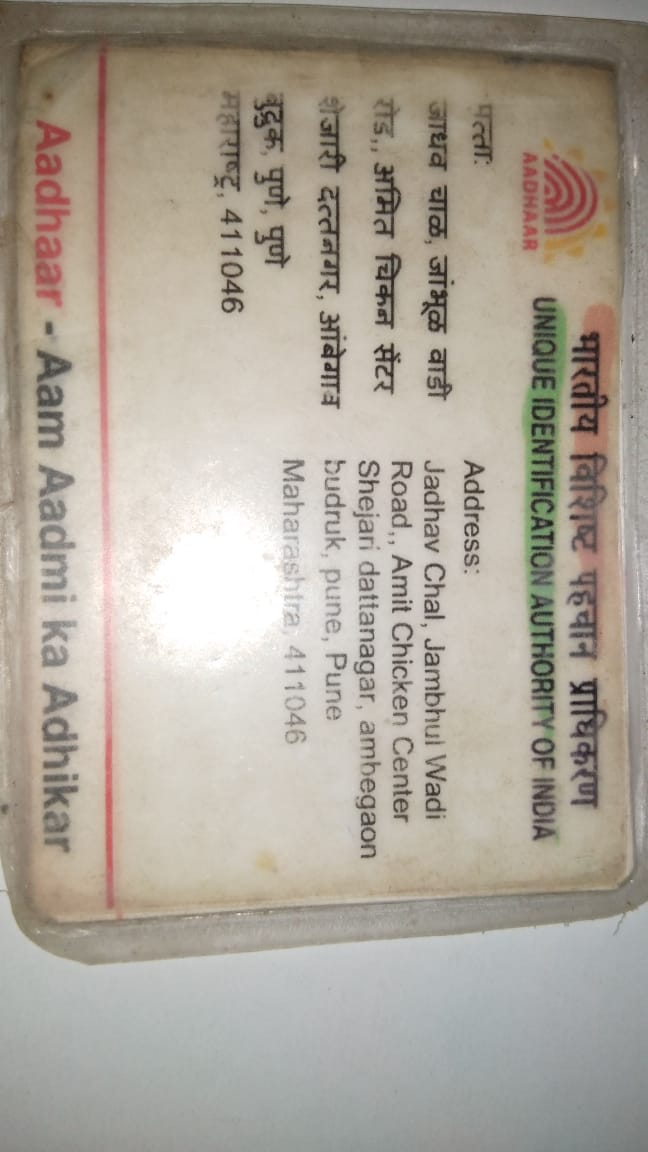 भारतीय विशिष्ट पहचान प्राधिकरण
UNIQUE IDENTIFICATION AUTHORITY OF INDIA
AADHAAR
पत्ता:
जाधव चाळ, जांभूळ वाडी
रोड,, अमित चिकन सेंटर
शेजारी दत्तनगर, आंबेगाव
बुद्रुक, पुणे, पुणे
महाराष्ट्र, 411046
Address:
Jadhav Chal, Jambhul Wadi
Road,, Amit Chicken Center
Shejari dattanagar, ambegaon
budruk, pune, Pune
Maharashtra, 411046
Aadhaar - Aam Aadmi ka Adhikar